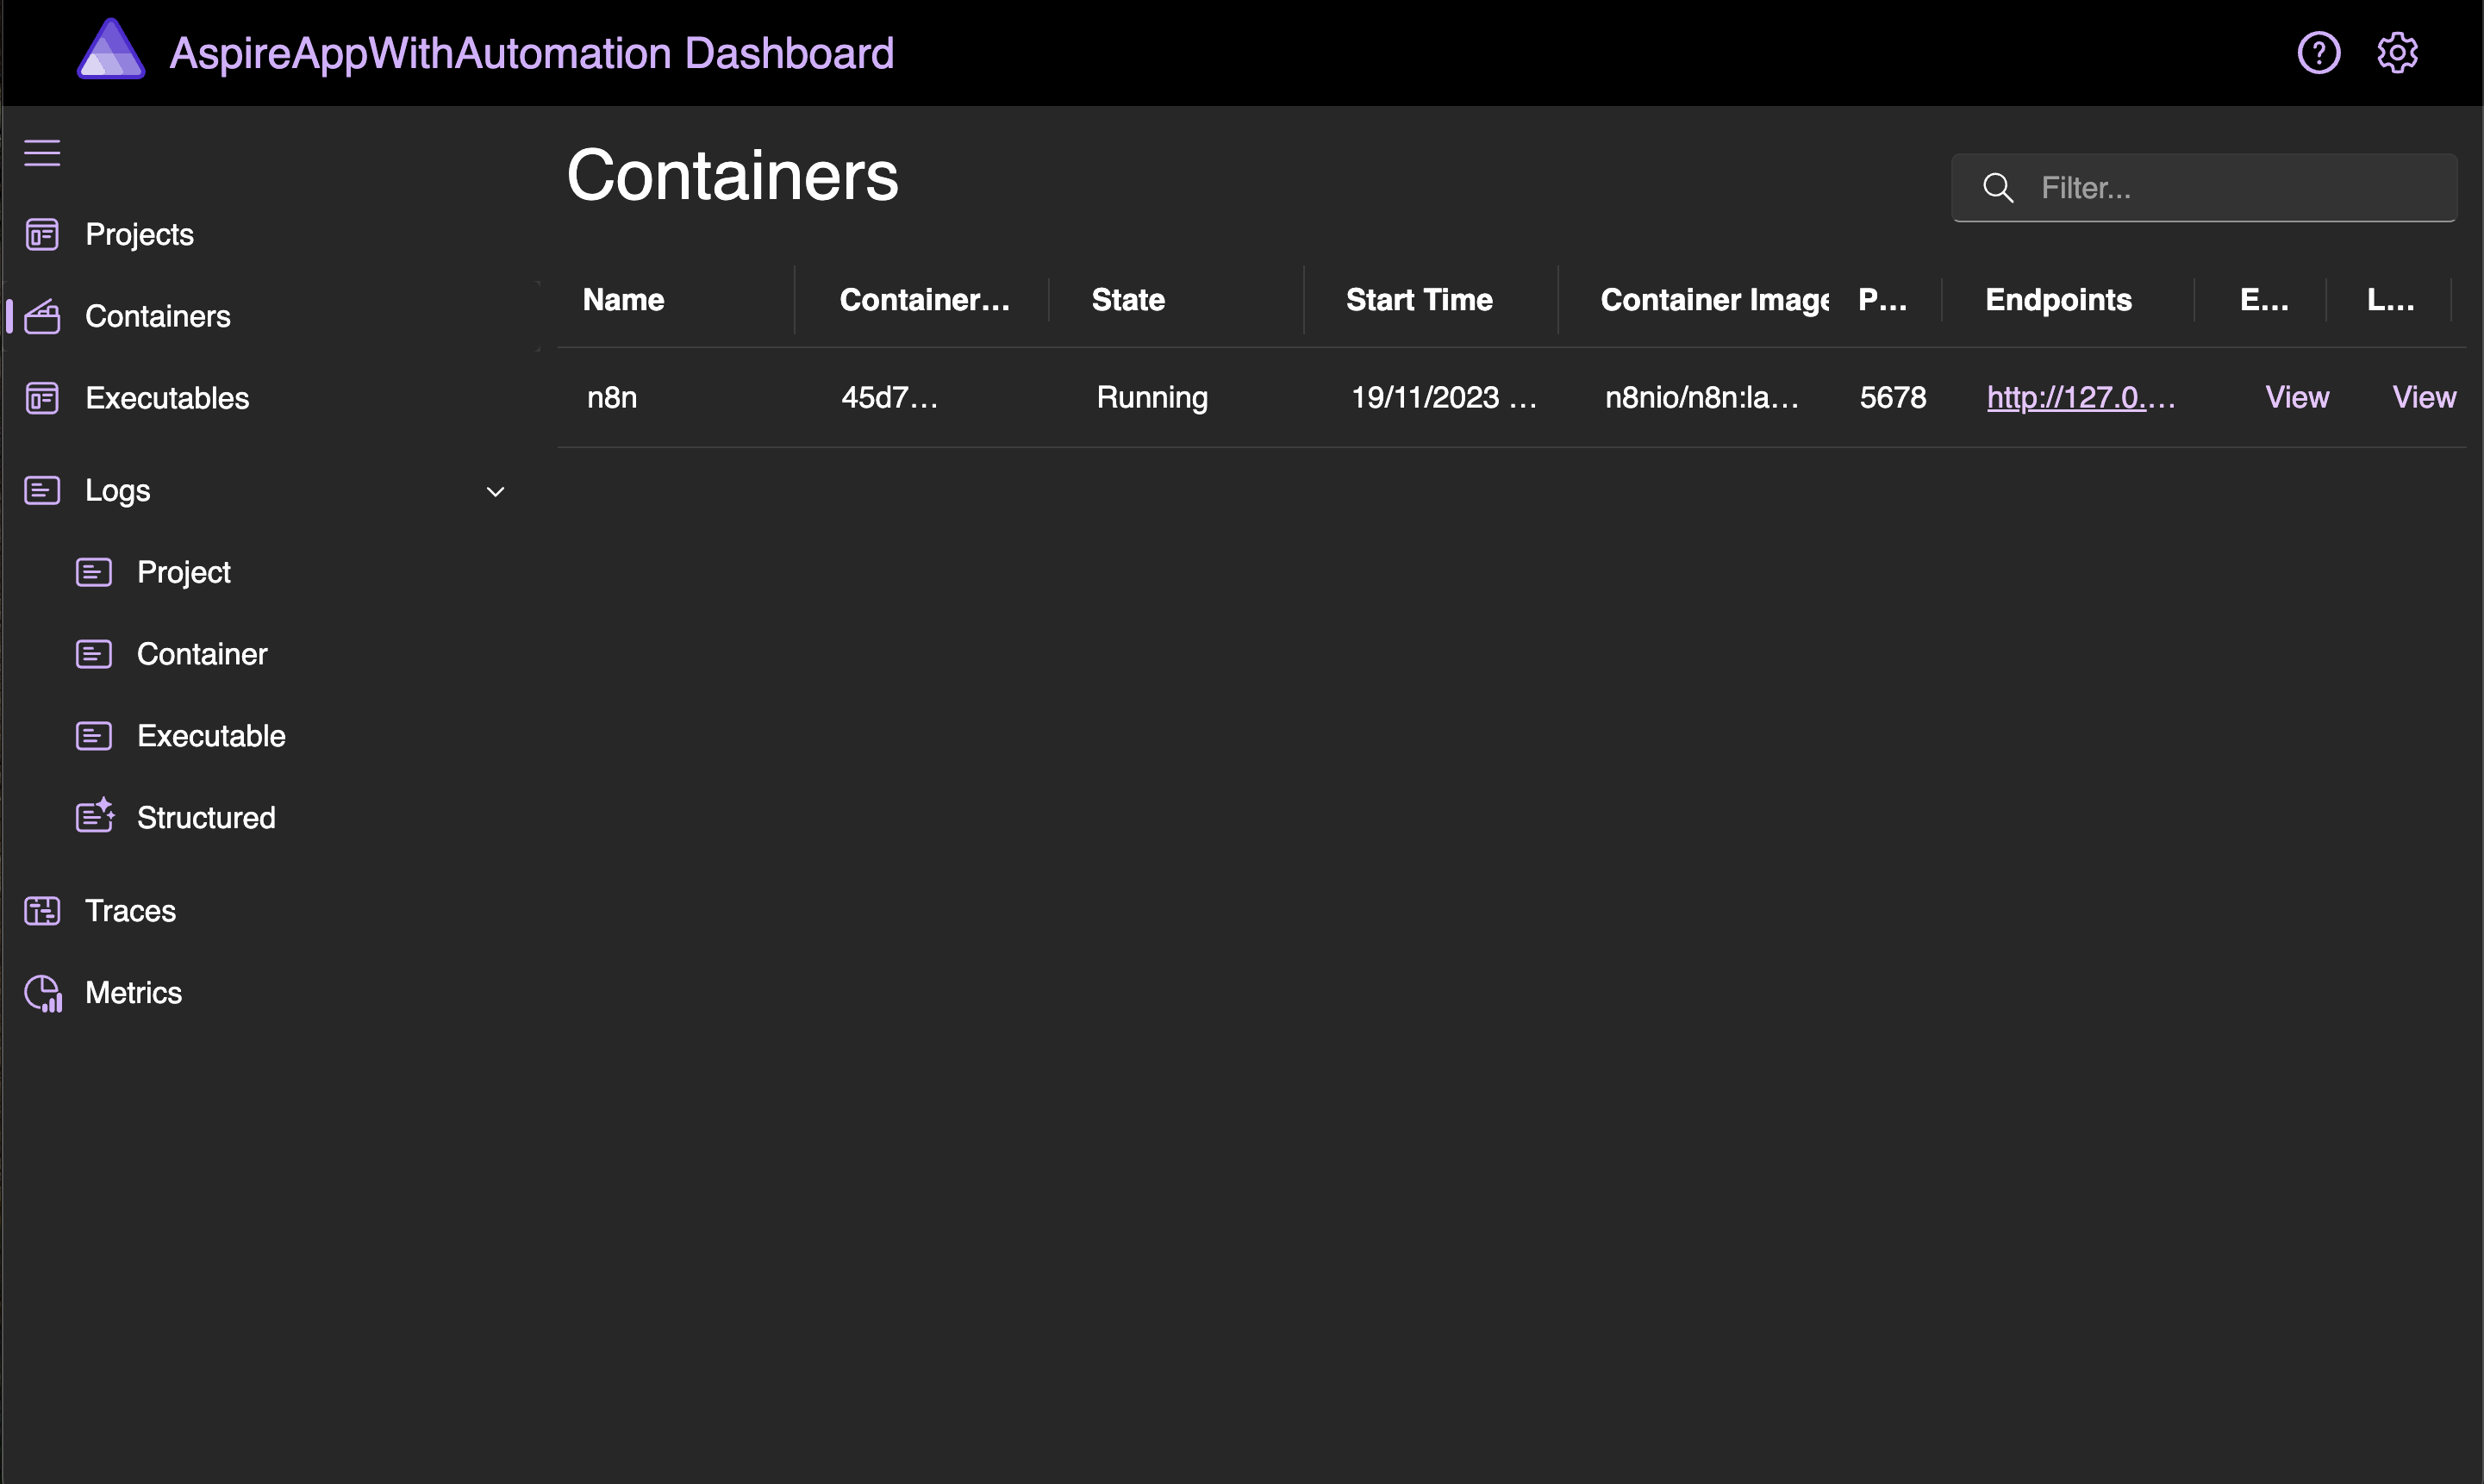 AspireAppWithAutomation Dashboard
Projects
Containers
Executables
Logs
Project
Container
Executable
Structured
Traces
Metrics
Containers
Filter...
Name Container... State Start Time Container Image P... Endpoints E... L...
n8n 45d7... Running 19/11/2023 ... n8nio/n8n:la... 5678 http://127.0.... View View